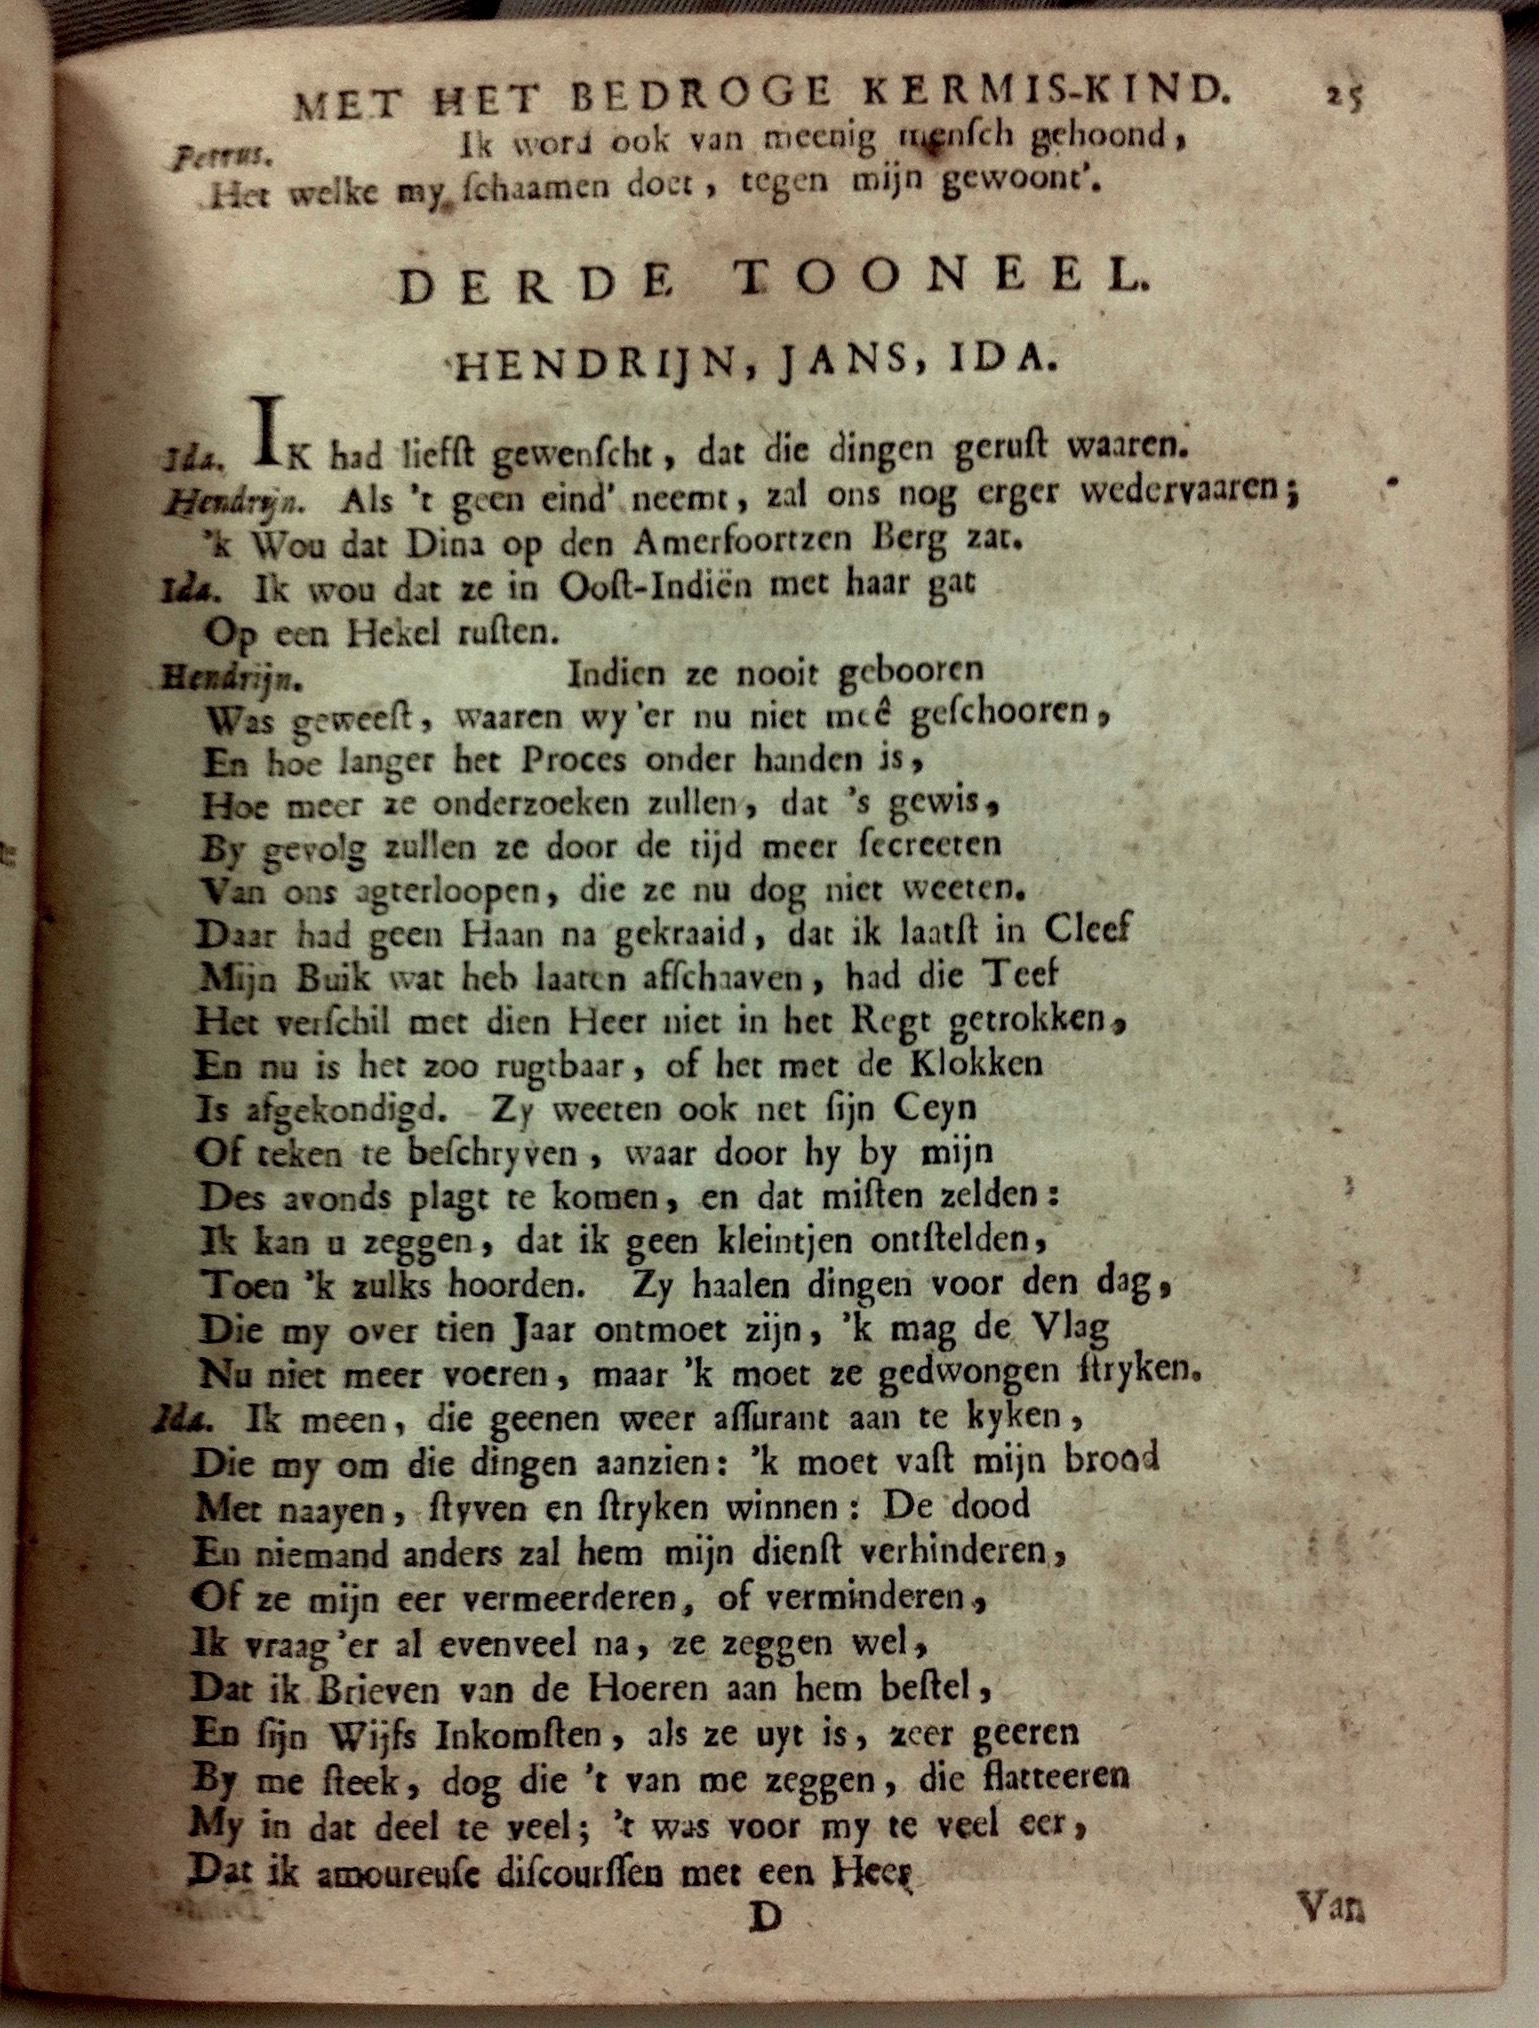 MET HET BEDROGE KERMIS-KIND. 25
Petrus. Ik word ook van meenig mensch gehoond,
Het welke my schaamen doet, tegen mijn gewoont'.
DERDE TOONEEL.
HENDRIJN, JANS, IDA.
Ida. IK had liefst gewenscht, dat die dingen gerust waaren.
Hendrijn. Als 't geen eind' neemt, zal ons nog erger wedervaaren;
'k Wou dat Dina op den Amerfoortzen Berg zat.
Ida. Ik wou dat ze in Oost-Indiën met haar gat
Op een Hekel rusten.
Hendrijn. Indien ze nooit gebooren
Was geweest, waaren wy 'er nu niet meê geschooren,
En hoe langer het Proces onder handen is,
Hoe meer ze onderzoeken zullen, dat 's gewis,
By gevolg zullen ze door de tijd meer secreeten
Van ons agterloopen, die ze nu dog niet weeten.
Daar had geen Haan na gekraaid, dat ik laatst in Cleef
Mijn Buik wat heb laaten afschaaven, had die Teef
Het verschil met dien Heer niet in het Regt getrokken,
En nu is het zoo rugtbaar, of het met de Klokken
Is afgekondigd. Zy weeten ook net sijn Ceyn
Of teken te beschryven, waar door hy by mijn
Des avonds plagt te komen, en dat misten zelden:
Ik kan u zeggen, dat ik geen kleintjen ontstelden,
Toen 'k zulks hoorden. Zy haalen dingen voor den dag,
Die my over tien Jaar ontmoet zijn, 'k mag de Vlag
Nu niet meer voeren, maar 'k moet ze gedwongen stryken.
Ida. Ik meen, die geenen weer assurant aan te kyken,
Die my om die dingen aanzien: 'k moet vast mijn brood
Met naayen, styven en stryken winnen: De dood
En niemand anders zal hem mijn dienst verhinderen,
Of ze mijn eer vermeerderen, of verminderen,
Ik vraag 'er al evenveel na, ze zeggen wel,
Dat ik Brieven van de Hoeren aan hem bestel,
En sijn Wijfs Inkomsten, als ze uyt is, zeer geeren
By me steek, dog die 't van me zeggen, die flatteeren
My in dat deel te veel; 't was voor my te veel eer,
Dat ik amoureuse discourssen met een Heer
D
Van